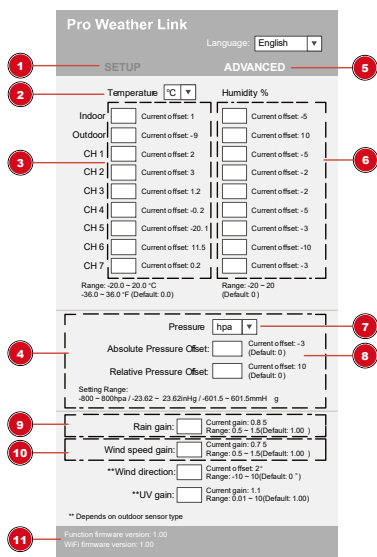 Pro Weather Link
Language: English
1 SETUP ADVANCED 5
2 Temperature °C Humidity %
Indoor Current offset: 1 Current offset: -5
Outdoor Current offset: -9 Current offset: 10
CH 1 Current offset: 2 Current offset: -5
CH 2 Current offset: 3 Current offset: -2
3 6
CH 3 Current offset: 1.2 Current offset: -2
CH 4 Current offset: -0.2 Current offset: -5
CH 5 Current offset: -20.1 Current offset: -3
CH 6 Current offset: 11.5 Current offset: -10
CH 7 Current offset: 0.2 Current offset: -3
Range: -20.0 ~ 20.0 °C Range: -20 ~ 20
-36.0 ~ 36.0 °F (Default: 0.0) (Default: 0)
Pressure hpa 7
4 Absolute Pressure Offset: Current offset: -3 8
(Default: 0)
Relative Pressure Offset: Current offset: 10
(Default: 0)
Setting Range:
-800 ~ 800hpa / -23.62 ~ 23.62inHg / -601.5 ~ 601.5mmH g
9 Rain gain: Current gain: 0.8 5
Range: 0.5 ~ 1.5(Default: 1.00 )
10 Wind speed gain: Current gain: 0.7 5
Range: 0.5 ~ 1.5(Default: 1.00 )
**Wind direction: Current offset: 2°
Range: -10 ~ 10(Default: 0 °)
**UV gain: Current gain: 1.1
Range: 0.01 ~ 10(Default: 1.00)
** Depends on outdoor sensor type
11 Function firmware version: 1.00
WiFi firmware version: 1.00